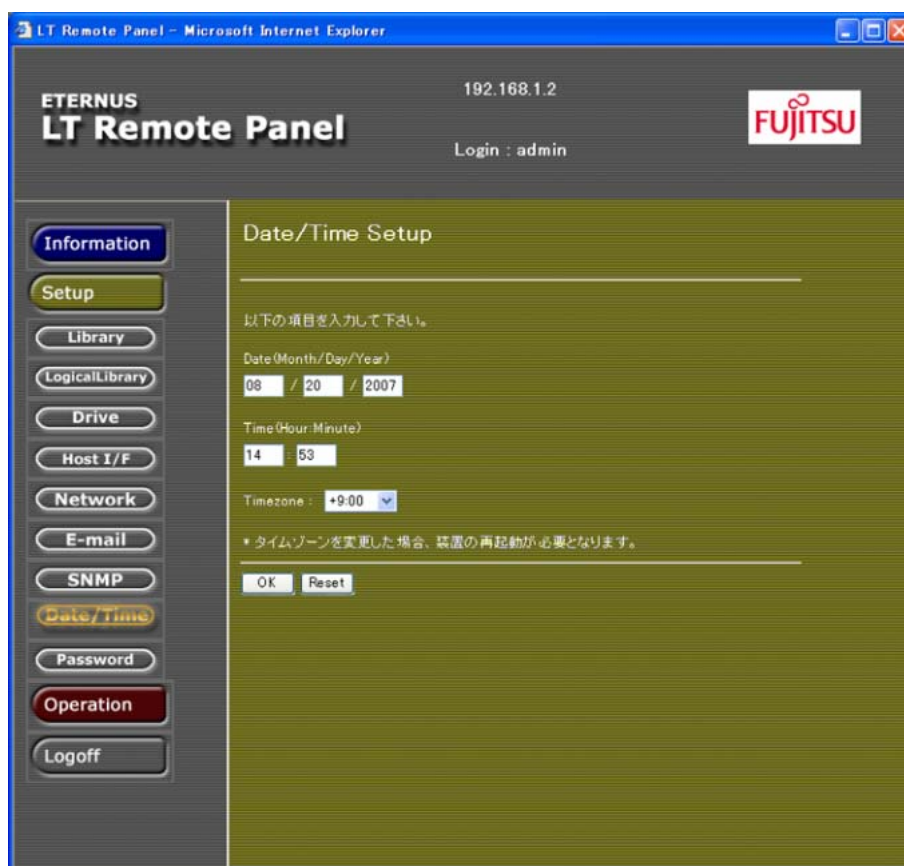 LT Remote Panel - Microsoft Internet Explorer
ETERNUS
LT Remote Panel
192.168.1.2
Login : admin
FUJITSU
Information
Setup
Library
LogicalLibrary
Drive
Host I/F
Network
E-mail
SNMP
Date/Time
Password
Operation
Logoff
Date/Time Setup
以下の項目を入力して下さい。
Date(Month/Day/Year)
08 / 20 / 2007
Time(Hour:Minute)
14 : 53
Timezone : +9:00
* タイムゾーンを変更した場合、装置の再起動が必要となります。
OK Reset